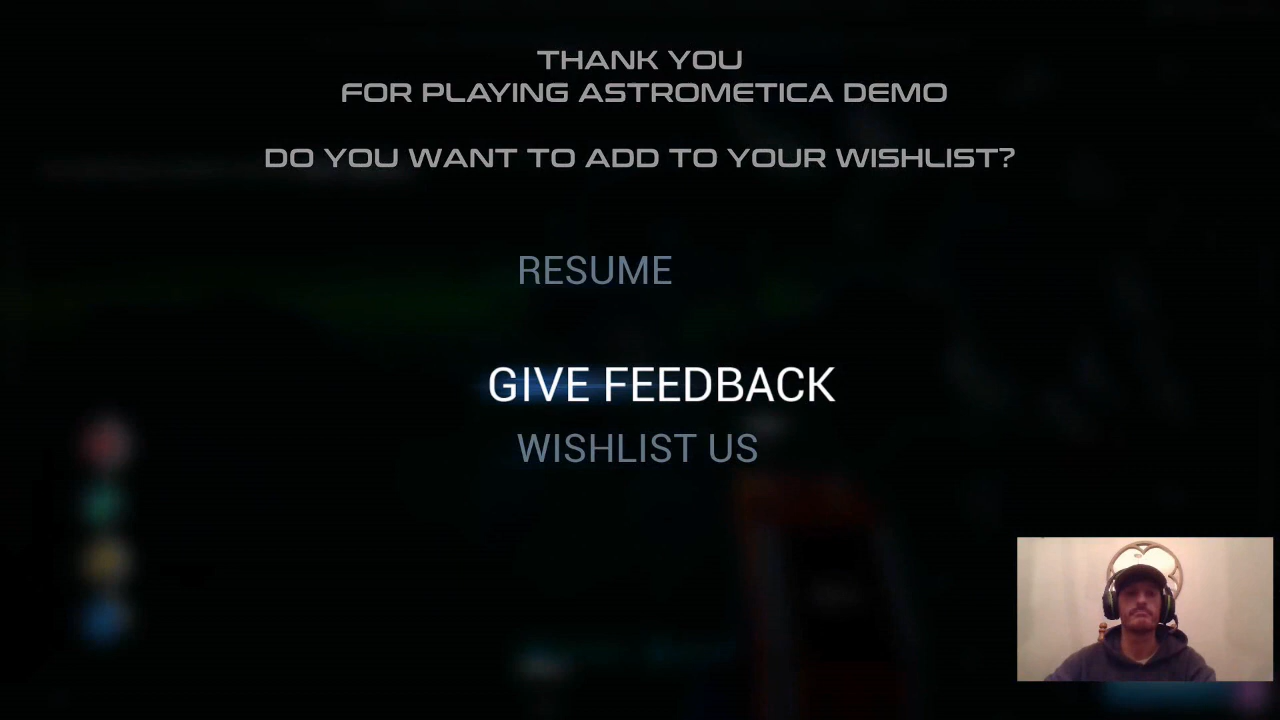 THANK YOU
FOR PLAYING ASTROMETICA DEMO
DO YOU WANT TO ADD TO YOUR WISHLIST?
RESUME
GIVE FEEDBACK
WISHLIST US